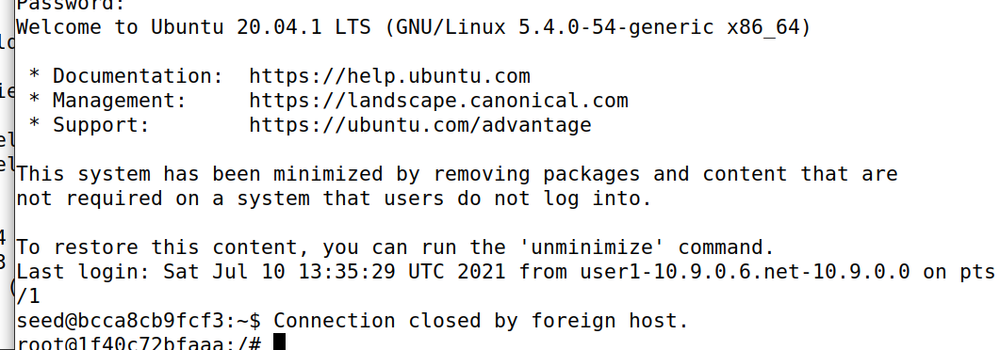 Password:
Welcome to Ubuntu 20.04.1 LTS (GNU/Linux 5.4.0-54-generic x86_64)
 * Documentation:  https://help.ubuntu.com
 * Management:     https://landscape.canonical.com
 * Support:        https://ubuntu.com/advantage
This system has been minimized by removing packages and content that are
not required on a system that users do not log into.
To restore this content, you can run the 'unminimize' command.
Last login: Sat Jul 10 13:35:29 UTC 2021 from user1-10.9.0.6.net-10.9.0.0 on pts
/1
seed@bcca8cb9fcf3:~$ Connection closed by foreign host.
root@1f40c72bfaaa:/#